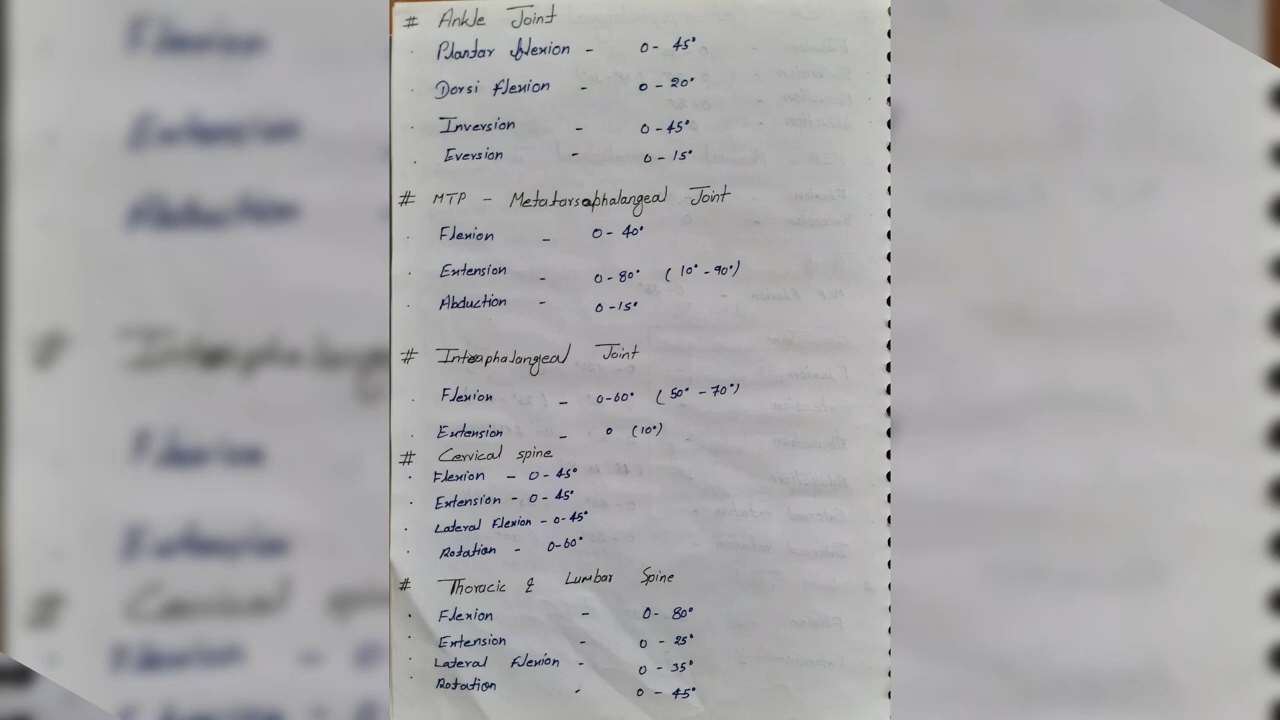 # Ankle Joint
· Plantar flexion - 0 - 45°
· Dorsi Flexion - 0 - 20°
· Inversion - 0 - 45°
· Eversion - 0 - 15°
# MTP - Metatarsophalangeal Joint
· Flexion - 0 - 40°
· Extension - 0 - 80° (10° - 90°)
· Abduction - 0 - 15°
# Interphalangeal Joint
· Flexion - 0-60° (50° - 70°)
· Extension - 0 (10°)
# Cervical spine
· Flexion - 0 - 45°
· Extension - 0 - 45°
· Lateral Flexion - 0-45°
· Rotation - 0-60°
# Thoracic & Lumbar Spine
· Flexion - 0 - 80°
· Extension - 0 - 25°
· Lateral Flexion - 0 - 35°
· Rotation - 0 - 45°